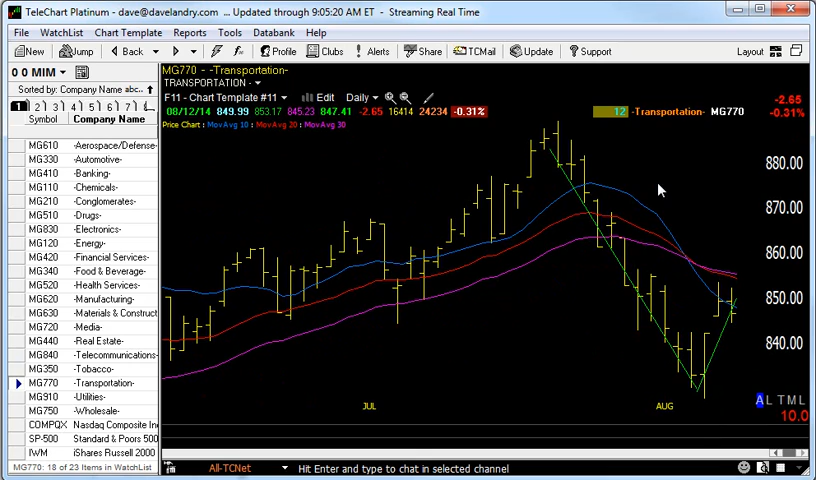 TeleChart Platinum - dave@davelandry.com ... Updated through 9:05:20 AM ET - Streaming Real Time
File WatchList Chart Template Reports Tools Databank Help
New Jump Back Profile Clubs Alerts Share TCMail Update Support Layout
0 0 MIM
Sorted by: Company Name abc..
1 2 3 4 5 6 7
Symbol Company Name
MG610 -Aerospace/Defense-
MG330 -Automotive-
MG410 -Banking-
MG110 -Chemicals-
MG210 -Conglomerates-
MG510 -Drugs-
MG830 -Electronics-
MG120 -Energy-
MG420 -Financial Services-
MG340 -Food & Beverage-
MG520 -Health Services-
MG620 -Manufacturing-
MG630 -Materials & Construct
MG720 -Media-
MG440 -Real Estate-
MG840 -Telecommunications-
MG350 -Tobacco-
MG770 -Transportation-
MG910 -Utilities-
MG750 -Wholesale-
COMPQX Nasdaq Composite Ind
SP-500 Standard & Poors 500
IWM iShares Russell 2000
MG770: 18 of 23 Items in WatchList
MG770 - -Transportation-
TRANSPORTATION -
F11 - Chart Template #11 Edit Daily
08/12/14 849.99 853.17 845.23 847.41 -2.65 16414 24234 -0.31%
12 -Transportation- MG770
-2.65
-0.31%
Price Chart : MovAvg 10 : MovAvg 20 : MovAvg 30
880.00
870.00
860.00
850.00
840.00
A L T M L
JUL AUG
10.0
All-TCNet Hit Enter and type to chat in selected channel